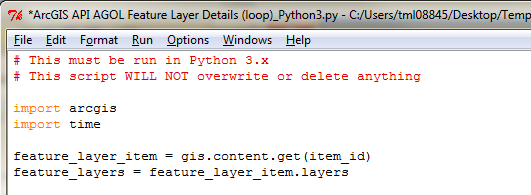 *ArcGIS API AGOL Feature Layer Details (loop)_Python3.py - C:/Users/tml08845/Desktop/Temp
File Edit Format Run Options Windows Help
# This must be run in Python 3.x
# This script WILL NOT overwrite or delete anything
import arcgis
import time
feature_layer_item = gis.content.get(item_id)
feature_layers = feature_layer_item.layers